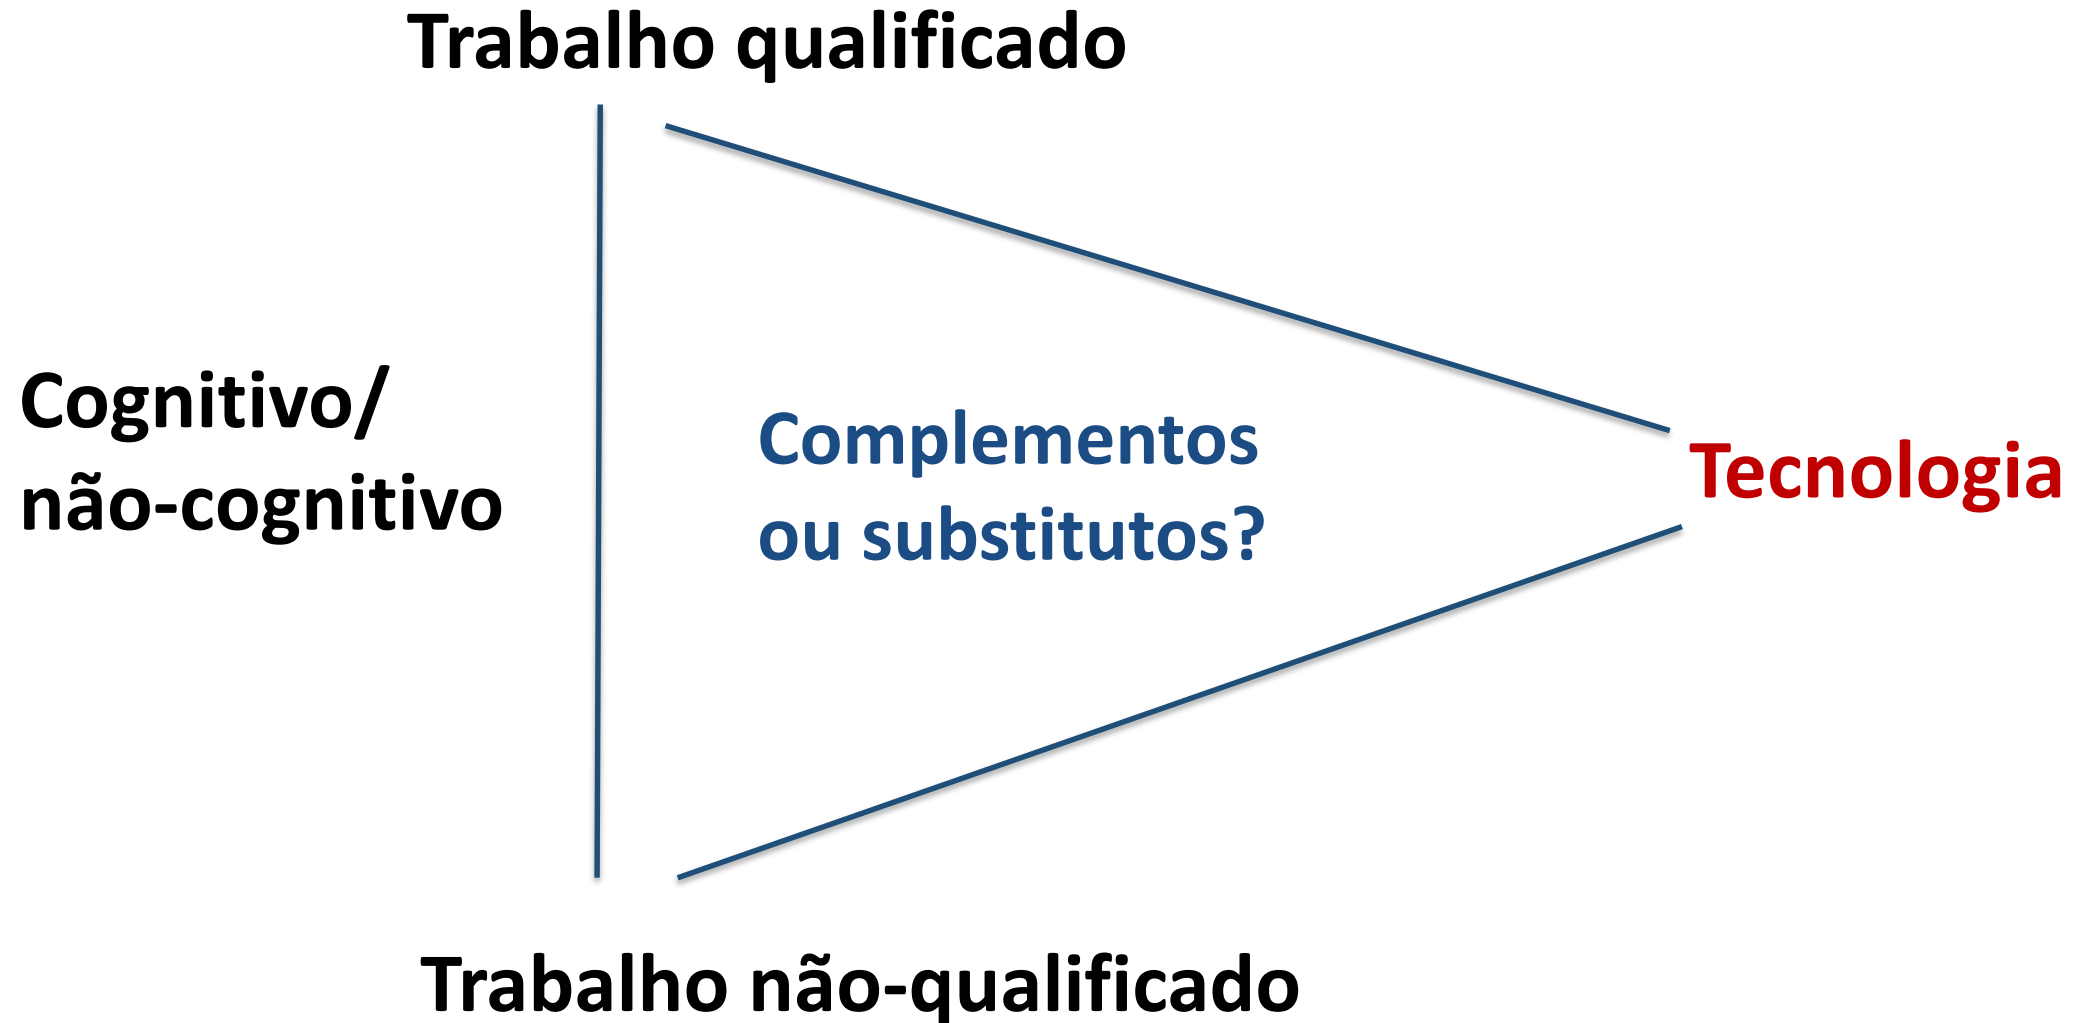 Trabalho qualificado
Cognitivo/
não-cognitivo
Complementos
ou substitutos?
Tecnologia
Trabalho não-qualificado